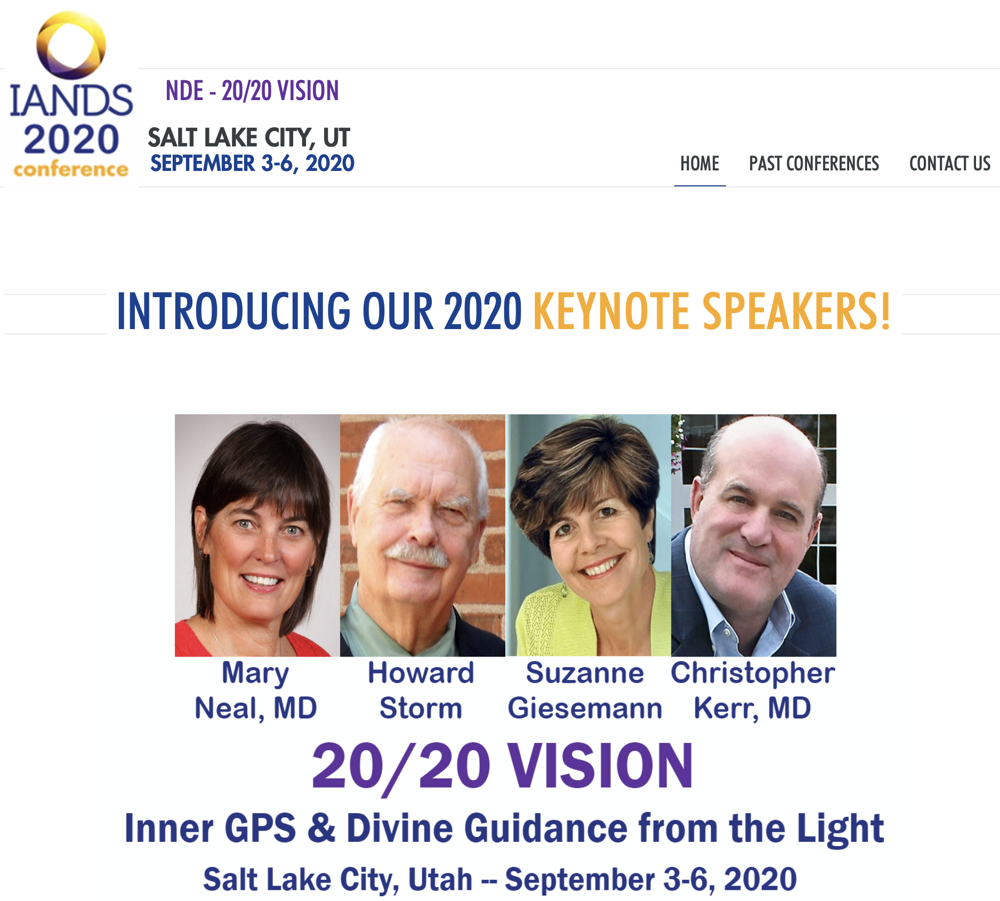 IANDS
2020
conference
NDE - 20/20 VISION
SALT LAKE CITY, UT
SEPTEMBER 3-6, 2020
HOME PAST CONFERENCES CONTACT US
INTRODUCING OUR 2020 KEYNOTE SPEAKERS!
Mary
Neal, MD
Howard
Storm
Suzanne
Giesemann
Christopher
Kerr, MD
20/20 VISION
Inner GPS & Divine Guidance from the Light
Salt Lake City, Utah -- September 3-6, 2020